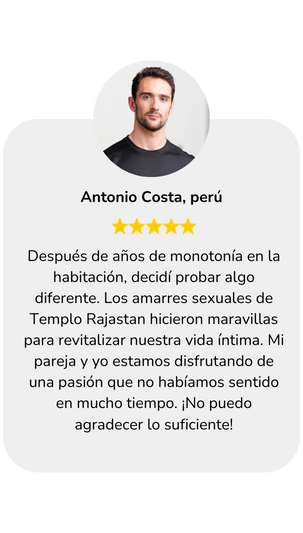 Antonio Costa, perú
Después de años de monotonía en la
habitación, decidí probar algo
diferente. Los amarres sexuales de
Templo Rajastan hicieron maravillas
para revitalizar nuestra vida íntima. Mi
pareja y yo estamos disfrutando de
una pasión que no habíamos sentido
en mucho tiempo. ¡No puedo
agradecer lo suficiente!